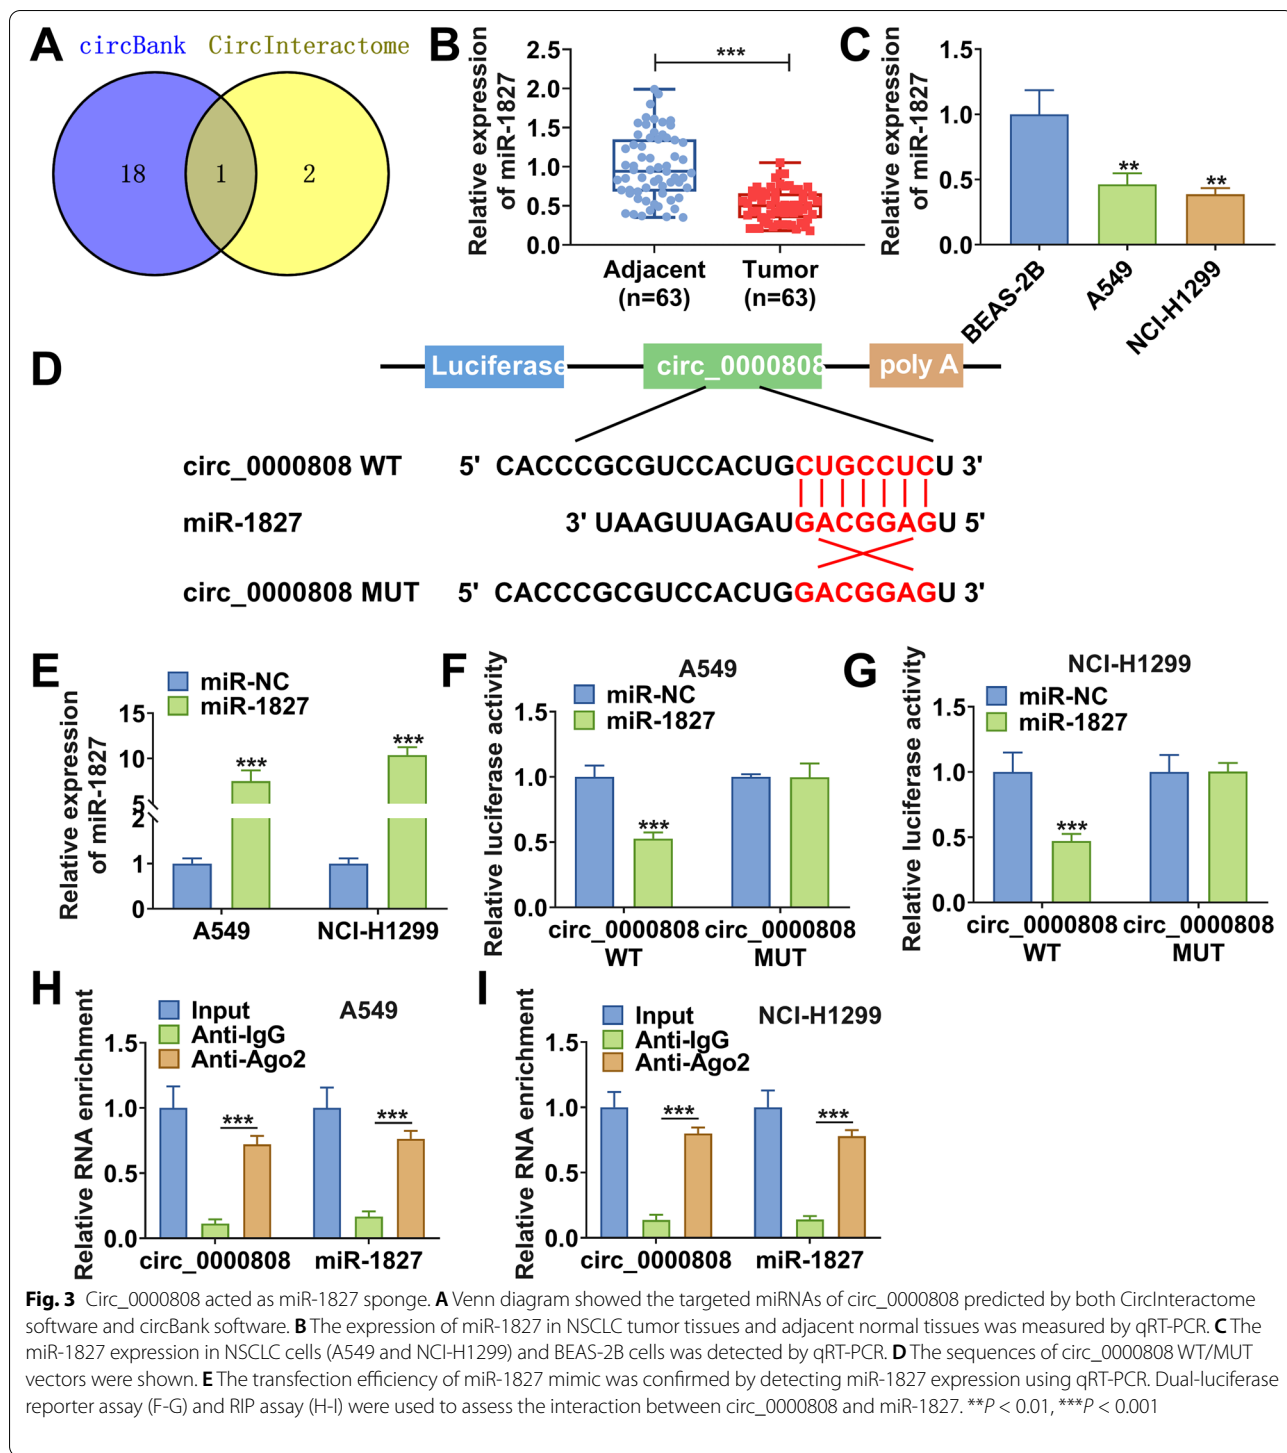 A
circBank CircInteractome
18 1 2
B
Relative expression
of miR-1827
2.5
2.0
1.5
1.0
0.5
0.0
***
Adjacent
(n=63)
Tumor
(n=63)
C
Relative expression
of miR-1827
1.5
1.0
0.5
0.0
**
**
BEAS-2B
A549
NCI-H1299
D
Luciferase circ_0000808 poly A
circ_0000808 WT 5' CACCCGCGUCCACUGCUGCCUCU 3'
miR-1827 3' UAAGUUAGAUGACGGAGU 5'
circ_0000808 MUT 5' CACCCGCGUCCACUGGACGGAGU 3'
E
miR-NC
miR-1827
Relative expression
of miR-1827
15
10
5
2
1
0
***
***
A549 NCI-H1299
F
A549
miR-NC
miR-1827
Relative luciferase activity
1.5
1.0
0.5
0.0
***
circ_0000808 circ_0000808
WT MUT
G
NCI-H1299
miR-NC
miR-1827
Relative luciferase activity
1.5
1.0
0.5
0.0
***
circ_0000808 circ_0000808
WT MUT
H
Input A549
Anti-IgG
Anti-Ago2
Relative RNA enrichment
1.5
1.0
0.5
0.0
***
***
circ_0000808 miR-1827
I
Input NCI-H1299
Anti-IgG
Anti-Ago2
Relative RNA enrichment
1.5
1.0
0.5
0.0
***
***
circ_0000808 miR-1827
Fig. 3 Circ_0000808 acted as miR-1827 sponge. A Venn diagram showed the targeted miRNAs of circ_0000808 predicted by both CircInteractome
software and circBank software. B The expression of miR-1827 in NSCLC tumor tissues and adjacent normal tissues was measured by qRT-PCR. C The
miR-1827 expression in NSCLC cells (A549 and NCI-H1299) and BEAS-2B cells was detected by qRT-PCR. D The sequences of circ_0000808 WT/MUT
vectors were shown. E The transfection efficiency of miR-1827 mimic was confirmed by detecting miR-1827 expression using qRT-PCR. Dual-luciferase
reporter assay (F-G) and RIP assay (H-I) were used to assess the interaction between circ_0000808 and miR-1827. **P < 0.01, ***P < 0.001